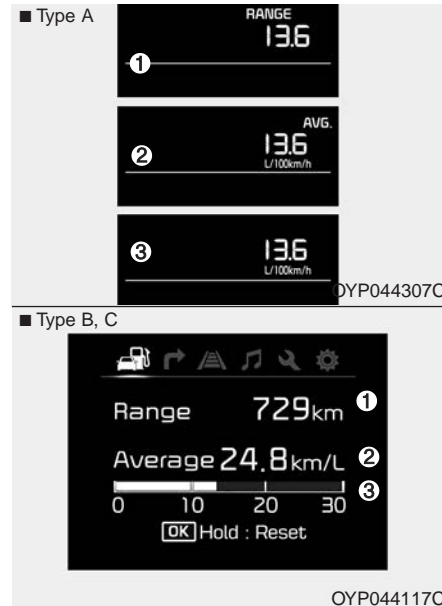 ■ Type A
RANGE
13.6
❶
AVG.
13.6
L/100km/h
❷
❸
13.6
L/100km/h
OYP044307C
■ Type B, C
Range 729km ❶
Average 24.8km/L ❷
❸
0 10 20 30
OK Hold : Reset
OYP044117C